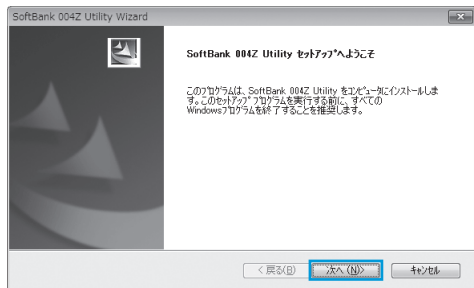 SoftBank 004Z Utility Wizard
SoftBank 004Z Utility ｾｯﾄｱｯﾌﾟへようこそ
このﾌﾟﾛｸﾞﾗﾑは、SoftBank 004Z Utility をｺﾝﾋﾟｭｰﾀにｲﾝｽﾄｰﾙしま
す。このｾｯﾄｱｯﾌﾟ ﾌﾟﾛｸﾞﾗﾑを実行する前に、すべての
Windowsﾌﾟﾛｸﾞﾗﾑを終了することを推奨します。
< 戻る(B)
次へ (N)>
ｷｬﾝｾﾙ